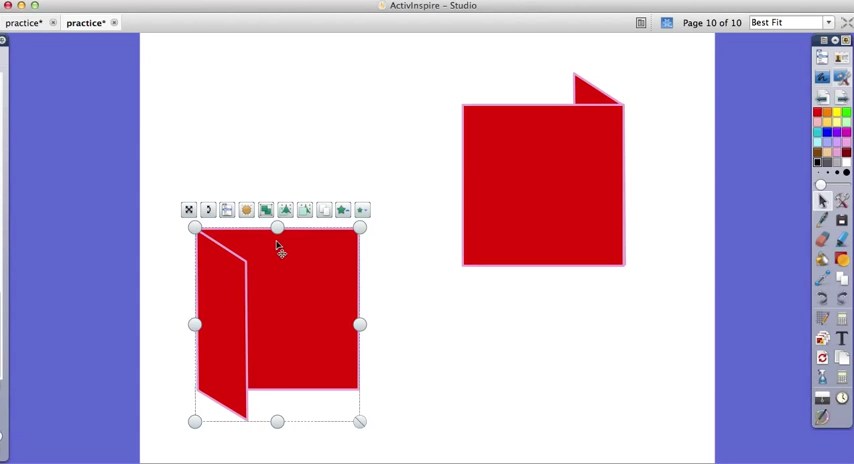 ActivInspire – Studio
practice*
practice*
Page 10 of 10
Best Fit